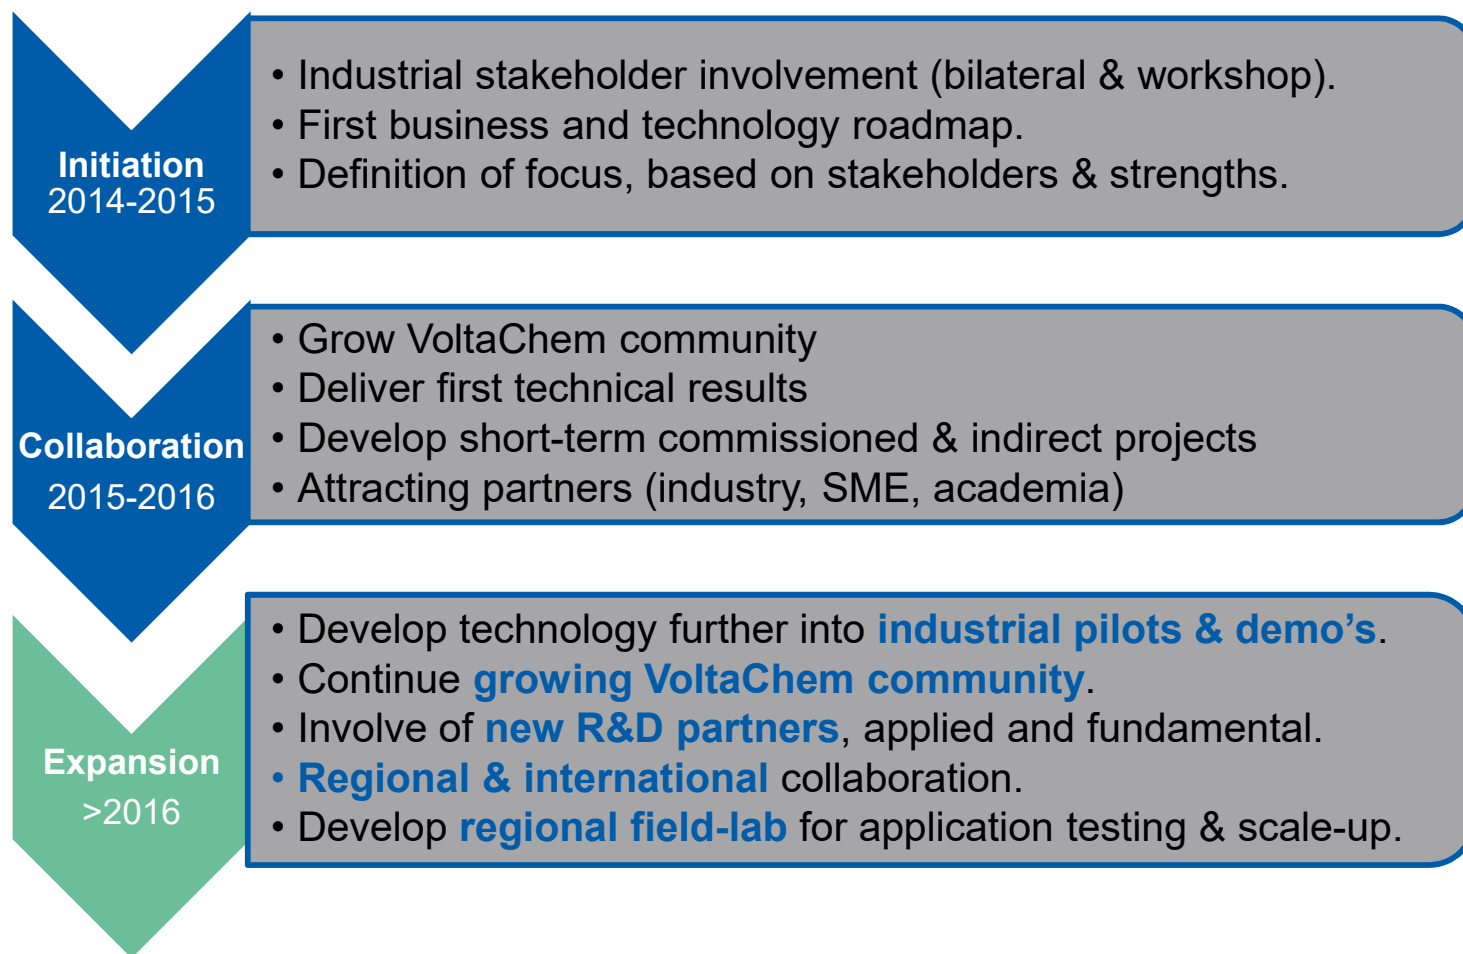 Initiation
2014-2015
• Industrial stakeholder involvement (bilateral & workshop).
• First business and technology roadmap.
• Definition of focus, based on stakeholders & strengths.
Collaboration
2015-2016
• Grow VoltaChem community
• Deliver first technical results
• Develop short-term commissioned & indirect projects
• Attracting partners (industry, SME, academia)
Expansion
>2016
• Develop technology further into industrial pilots & demo’s.
• Continue growing VoltaChem community.
• Involve of new R&D partners, applied and fundamental.
• Regional & international collaboration.
• Develop regional field-lab for application testing & scale-up.